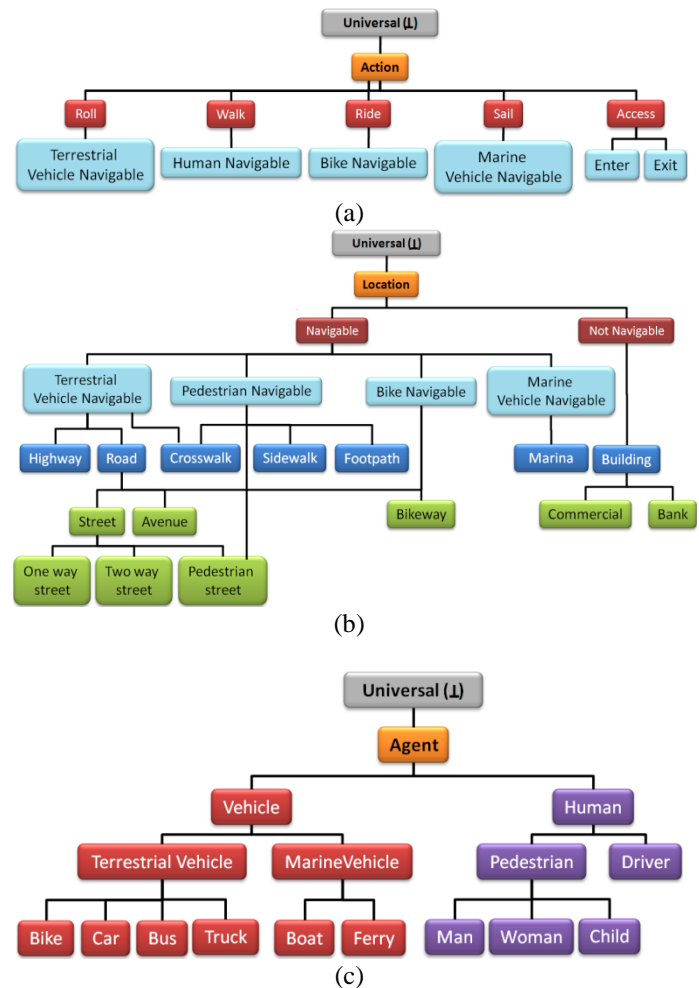 Universal (⊥)
Action
Roll Walk Ride Sail Access
Terrestrial
Vehicle Navigable
Human Navigable
Bike Navigable
Marine
Vehicle Navigable
Enter Exit
(a)
Universal (⊥)
Location
Navigable Not Navigable
Terrestrial
Vehicle Navigable
Pedestrian Navigable
Bike Navigable
Marine
Vehicle Navigable
Highway Road Crosswalk Sidewalk Footpath Marina Building
Street Avenue Bikeway Commercial Bank
One way
street
Two way
street
Pedestrian
street
(b)
Universal (⊥)
Agent
Vehicle Human
Terrestrial Vehicle MarineVehicle Pedestrian Driver
Bike Car Bus Truck Boat Ferry Man Woman Child
(c)